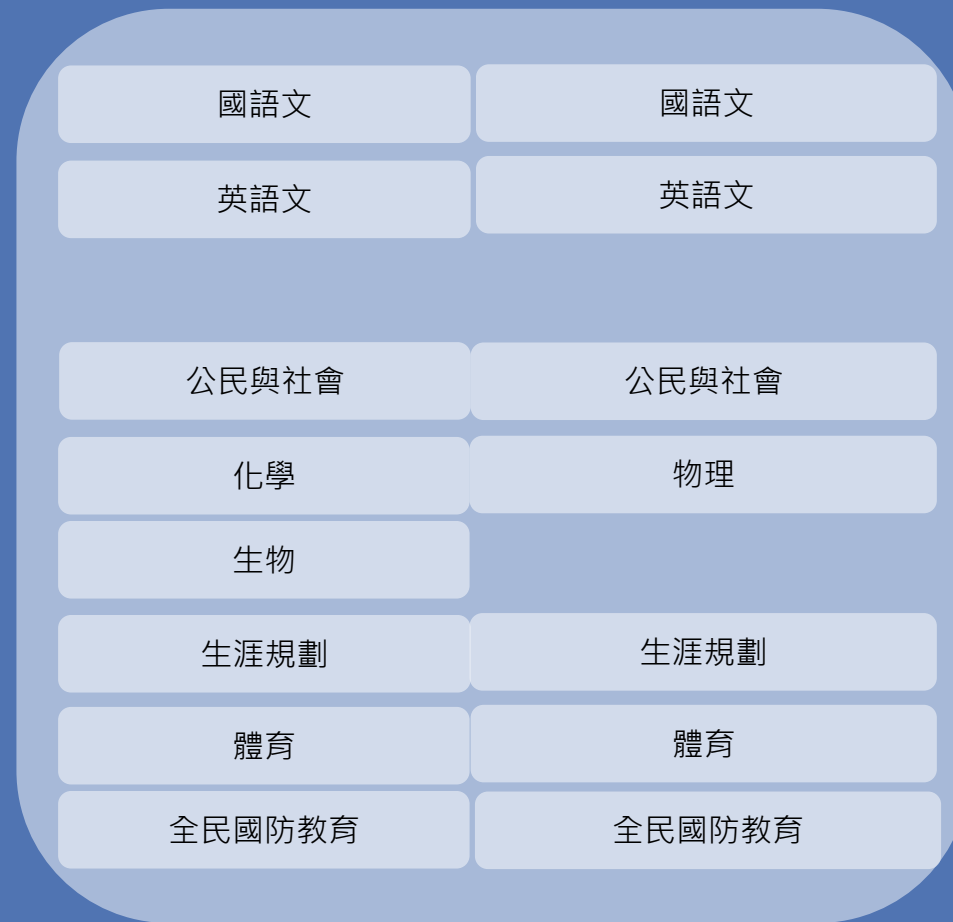 國語文
國語文
英語文
英語文
公民與社會
公民與社會
化學
物理
生物
生涯規劃
生涯規劃
體育
體育
全民國防教育
全民國防教育